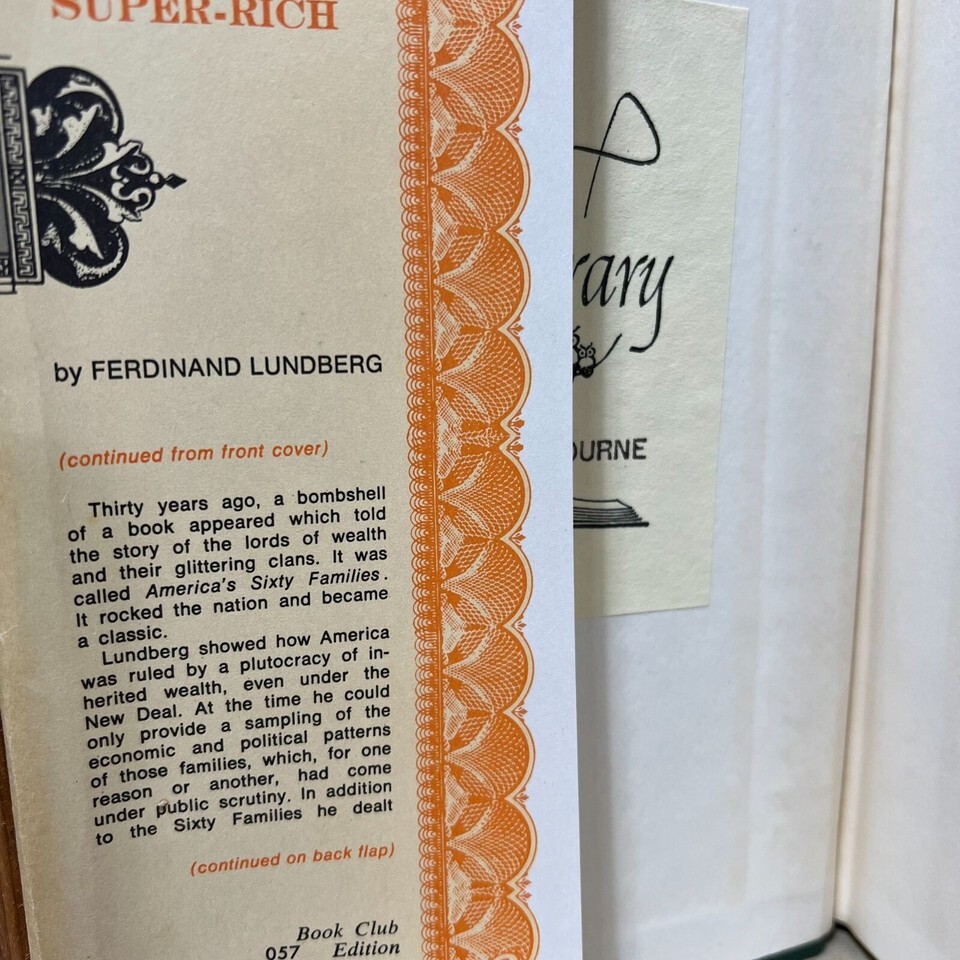 SUPER-RICH
by FERDINAND LUNDBERG
(continued from front cover)
Thirty years ago, a bombshell
of a book appeared which told
the story of the lords of wealth
and their glittering clans. It was
called America's Sixty Families.
It rocked the nation and became
a classic.
Lundberg showed how America
was ruled by a plutocracy of in-
herited wealth, even under the
New Deal. At the time he could
only provide a sampling of the
economic and political patterns
of those families, which, for one
reason or another, had come
under public scrutiny. In addition
to the Sixty Families he dealt
(continued on back flap)
Book Club
057 Edition
rary
OURNE